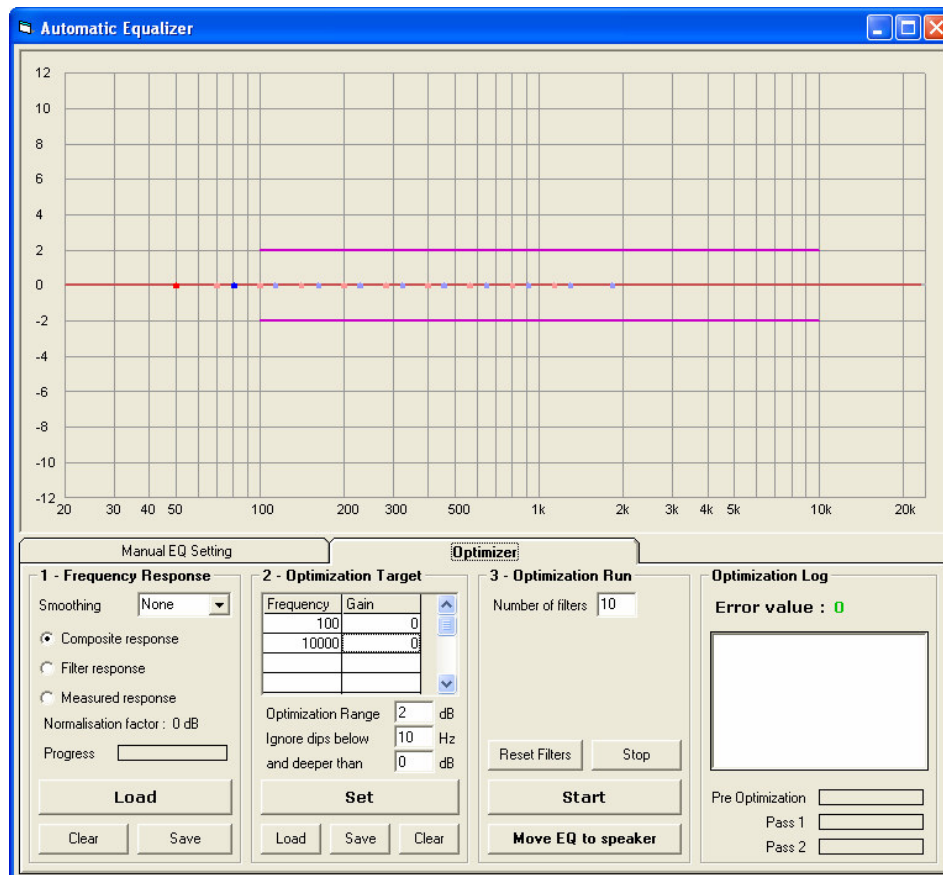 Automatic Equalizer
12
10
8
6
4
2
0
-2
-4
-6
-8
-10
-12
20 30 40 50 100 200 300 500 1k 2k 3k 4k 5k 10k 20k
Manual EQ Setting
Optimizer
1 - Frequency Response
Smoothing None
Composite response
Filter response
Measured response
Normalisation factor : 0 dB
Progress
Load
Clear Save
2 - Optimization Target
Frequency Gain
100 0
10000 0
Optimization Range 2 dB
Ignore dips below 10 Hz
and deeper than 0 dB
Set
Load Save Clear
3 - Optimization Run
Number of filters 10
Reset Filters Stop
Start
Move EQ to speaker
Optimization Log
Error value : 0
Pre Optimization
Pass 1
Pass 2